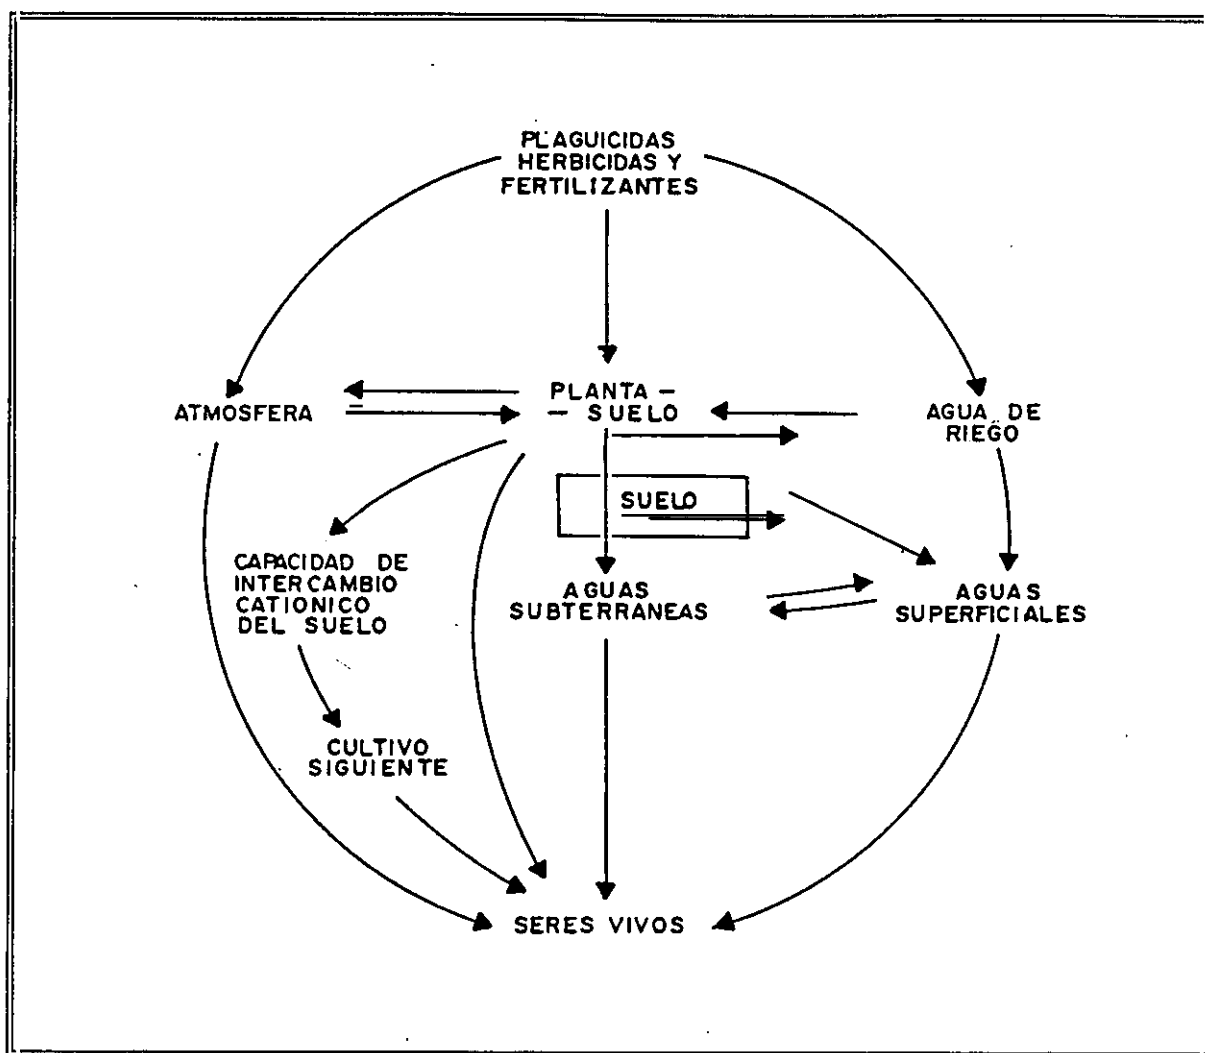 PLAGUICIDAS
HERBICIDAS Y
FERTILIZANTES
ATMOSFERA
PLANTA –
– SUELO
AGUA DE
RIEGO
SUELO
CAPACIDAD DE
INTERCAMBIO
CATIONICO
DEL SUELO
AGUAS
SUBTERRANEAS
AGUAS
SUPERFICIALES
CULTIVO
SIGUIENTE
SERES VIVOS